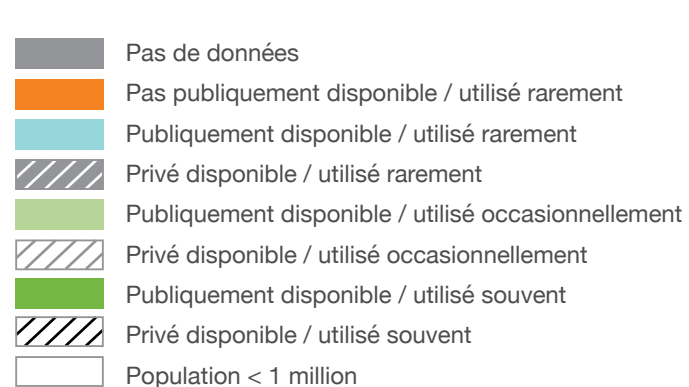 Pas de données
Pas publiquement disponible / utilisé rarement
Publiquement disponible / utilisé rarement
Privé disponible / utilisé rarement
Publiquement disponible / utilisé occasionnellement
Privé disponible / utilisé occasionnellement
Publiquement disponible / utilisé souvent
Privé disponible / utilisé souvent
Population < 1 million